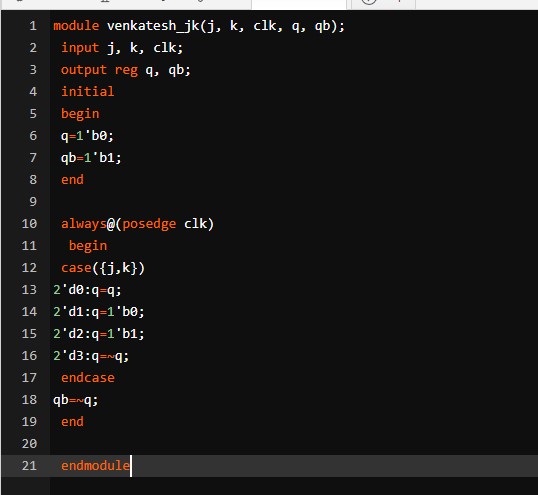 1 module venkatesh_jk(j, k, clk, q, qb);
2 input j, k, clk;
3 output reg q, qb;
4 initial
5 begin
6 q=1'b0;
7 qb=1'b1;
8 end
9
10 always@(posedge clk)
11 begin
12 case({j,k})
13 2'd0:q=q;
14 2'd1:q=1'b0;
15 2'd2:q=1'b1;
16 2'd3:q=~q;
17 endcase
18 qb=~q;
19 end
20
21 endmodule